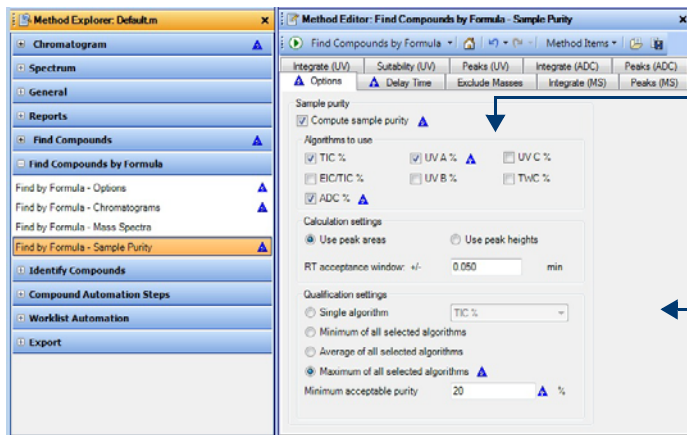 Method Explorer: Default.m
Chromatogram
Spectrum
General
Reports
Find Compounds
Find Compounds by Formula
Find by Formula - Options
Find by Formula - Chromatograms
Find by Formula - Mass Spectra
Find by Formula - Sample Purity
Identify Compounds
Compound Automation Steps
Worklist Automation
Export
Method Editor: Find Compounds by Formula - Sample Purity
Find Compounds by Formula Method Items
Integrate (UV) Suitability (UV) Peaks (UV) Integrate (ADC) Peaks (ADC)
Options Delay Time Exclude Masses Integrate (MS) Peaks (MS)
Sample purity
Compute sample purity
Algorithms to use
TIC % UV A % UV C %
EIC/TIC % UV B % TWC %
ADC %
Calculation settings
Use peak areas Use peak heights
RT acceptance window: +/- 0.050 min
Qualification settings
Single algorithm TIC %
Minimum of all selected algorithms
Average of all selected algorithms
Maximum of all selected algorithms
Minimum acceptable purity 20 %